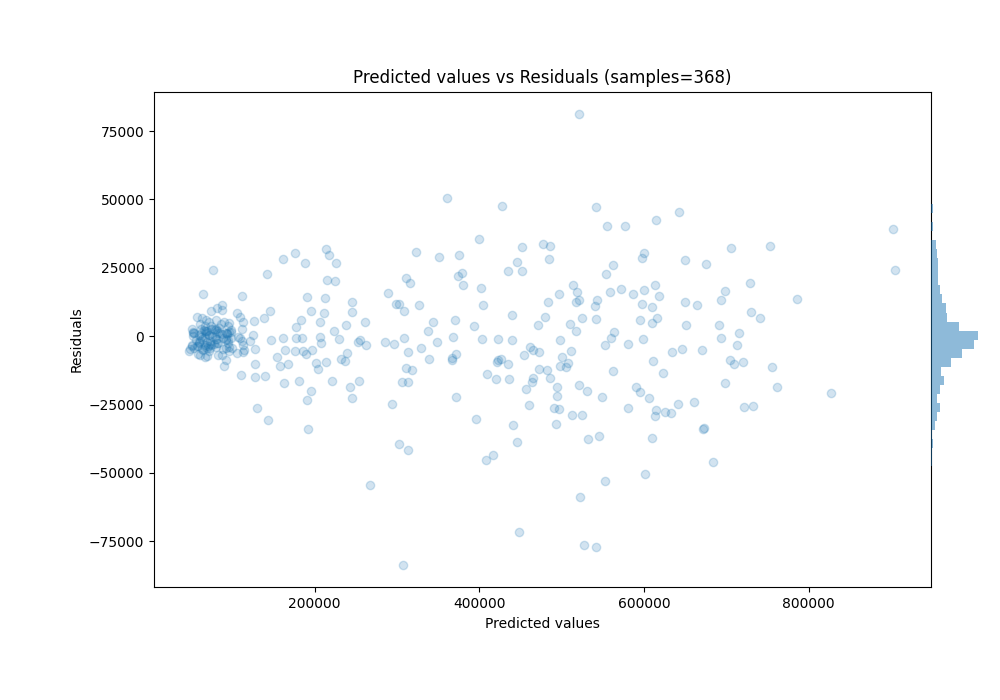 Predicted values vs Residuals (samples=368)
75000
50000
25000
0
−25000
−50000
−75000
Residuals
200000 400000 600000 800000
Predicted values